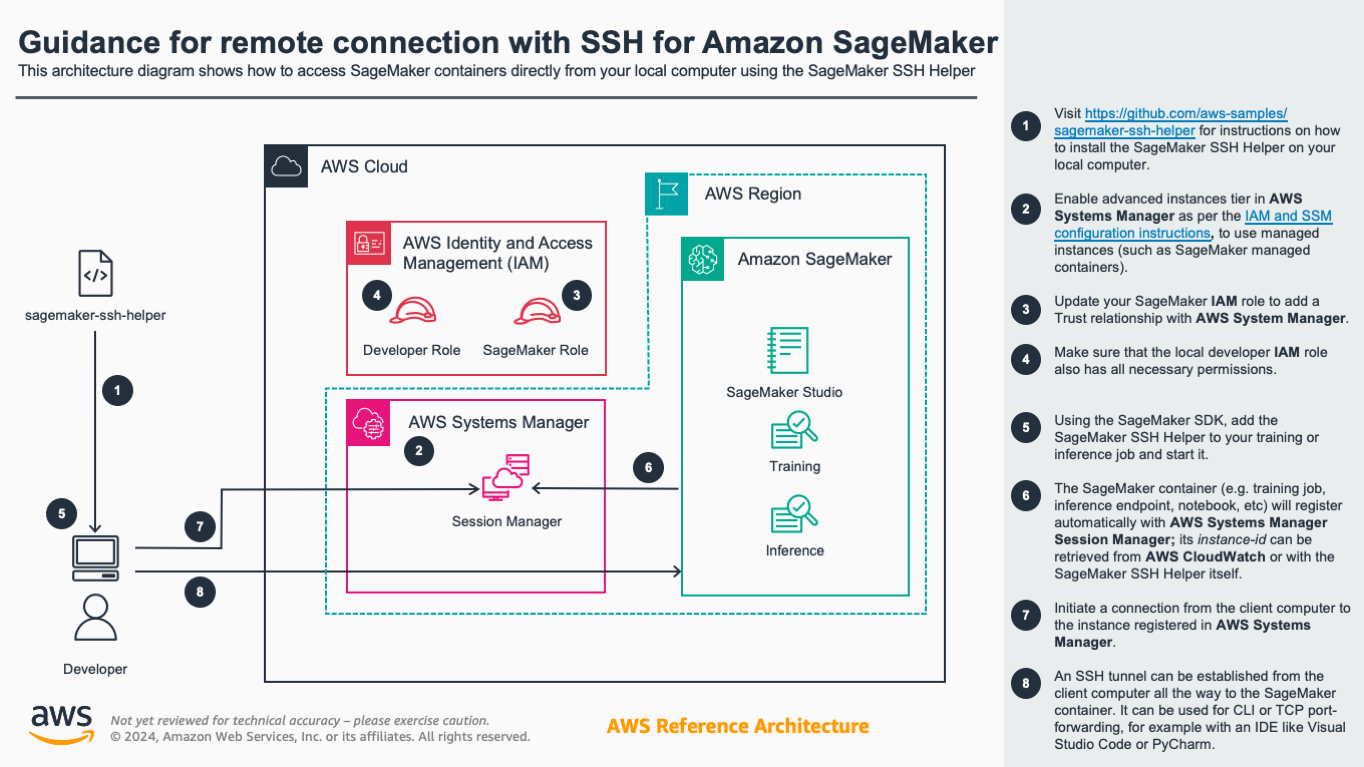 Guidance for remote connection with SSH for Amazon SageMaker
This architecture diagram shows how to access SageMaker containers directly from your local computer using the SageMaker SSH Helper
AWS Cloud
AWS Region
AWS Identity and Access
Management (IAM)
4
3
Developer Role
SageMaker Role
Amazon SageMaker
SageMaker Studio
Training
Inference
</>
sagemaker-ssh-helper
1
AWS Systems Manager
2
Session Manager
6
5
7
8
Developer
aws
Not yet reviewed for technical accuracy – please exercise caution.
© 2024, Amazon Web Services, Inc. or its affiliates. All rights reserved.
AWS Reference Architecture
1
Visit https://github.com/aws-samples/
sagemaker-ssh-helper for instructions on how
to install the SageMaker SSH Helper on your
local computer.
2
Enable advanced instances tier in AWS
Systems Manager as per the IAM and SSM
configuration instructions, to use managed
instances (such as SageMaker managed
containers).
3
Update your SageMaker IAM role to add a
Trust relationship with AWS System Manager.
4
Make sure that the local developer IAM role
also has all necessary permissions.
5
Using the SageMaker SDK, add the
SageMaker SSH Helper to your training or
inference job and start it.
6
The SageMaker container (e.g. training job,
inference endpoint, notebook, etc) will register
automatically with AWS Systems Manager
Session Manager; its instance-id can be
retrieved from AWS CloudWatch or with the
SageMaker SSH Helper itself.
7
Initiate a connection from the client computer to
the instance registered in AWS Systems
Manager.
8
An SSH tunnel can be established from the
client computer all the way to the SageMaker
container. It can be used for CLI or TCP port-
forwarding, for example with an IDE like Visual
Studio Code or PyCharm.